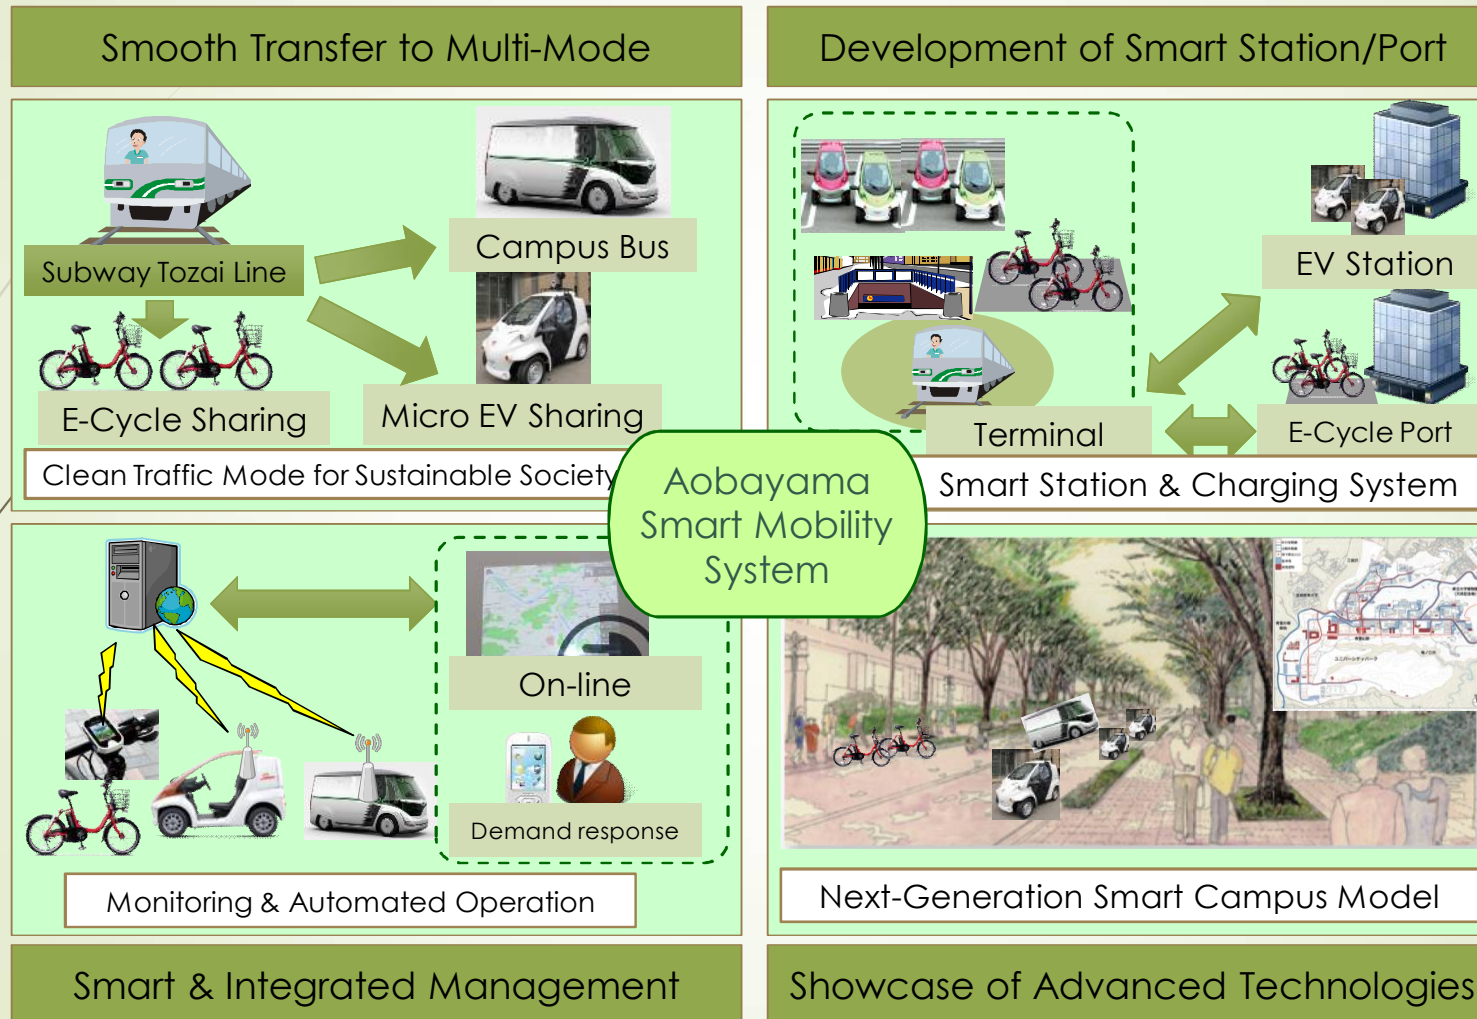 Smooth Transfer to Multi-Mode
Development of Smart Station/Port
Subway Tozai Line
Campus Bus
E-Cycle Sharing
Micro EV Sharing
Clean Traffic Mode for Sustainable Society
EV Station
Terminal
E-Cycle Port
Smart Station & Charging System
Aobayama
Smart Mobility
System
On-line
Demand response
Monitoring & Automated Operation
Next-Generation Smart Campus Model
Smart & Integrated Management
Showcase of Advanced Technologies